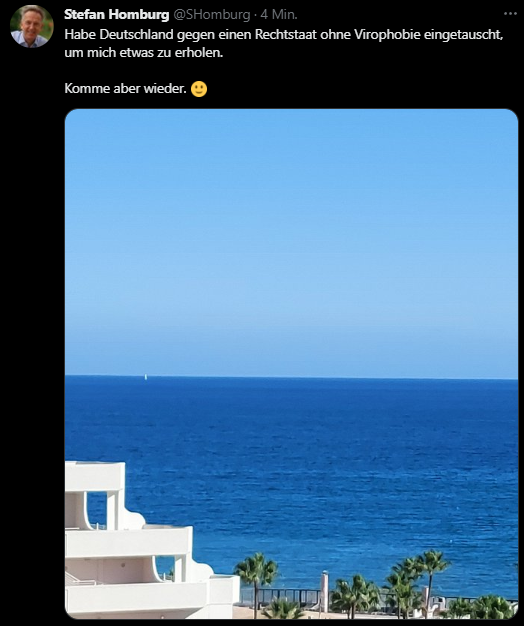 Stefan Homburg @SHomburg · 4 Min.
Habe Deutschland gegen einen Rechtstaat ohne Virophobie eingetauscht,
um mich etwas zu erholen.
Komme aber wieder. 🙂